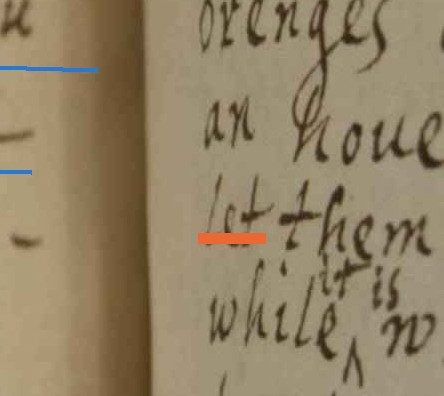 orenges
an houe
let them
it is
while ^ w